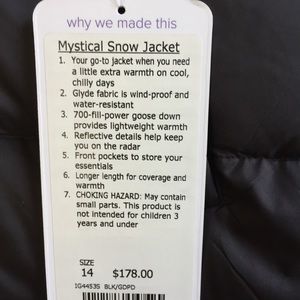 why we made this
Mystical Snow Jacket
1. Your go-to jacket when you need
a little extra warmth on cool,
chilly days
2. Glyde fabric is wind-proof and
water-resistant
3. 700-fill-power goose down
provides lightweight warmth
4. Reflective details help keep
you on the radar
5. Front pockets to store your
essentials
6. Longer length for coverage and
warmth
7. CHOKING HAZARD: May contain
small parts. This product is
not intended for children 3
years and under
SIZE
14 $178.00
IG4453S BLK/GDPD